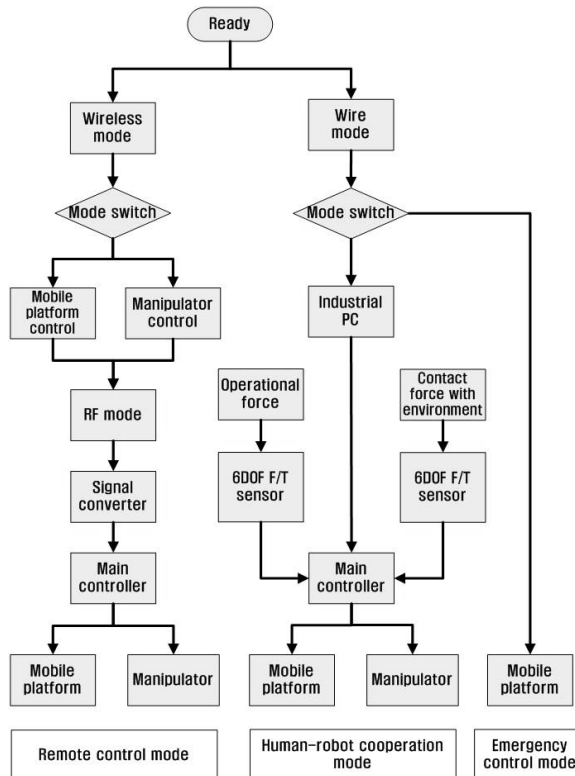 Ready
Wireless
mode
Wire
mode
Mode switch
Mode switch
Mobile
platform
control
Manipulator
control
Industrial
PC
RF mode
Operational
force
Contact
force with
environment
Signal
converter
6DOF F/T
sensor
6DOF F/T
sensor
Main
controller
Main
controller
Mobile
platform
Manipulator
Mobile
platform
Manipulator
Mobile
platform
Remote control mode
Human-robot cooperation
mode
Emergency
control mode